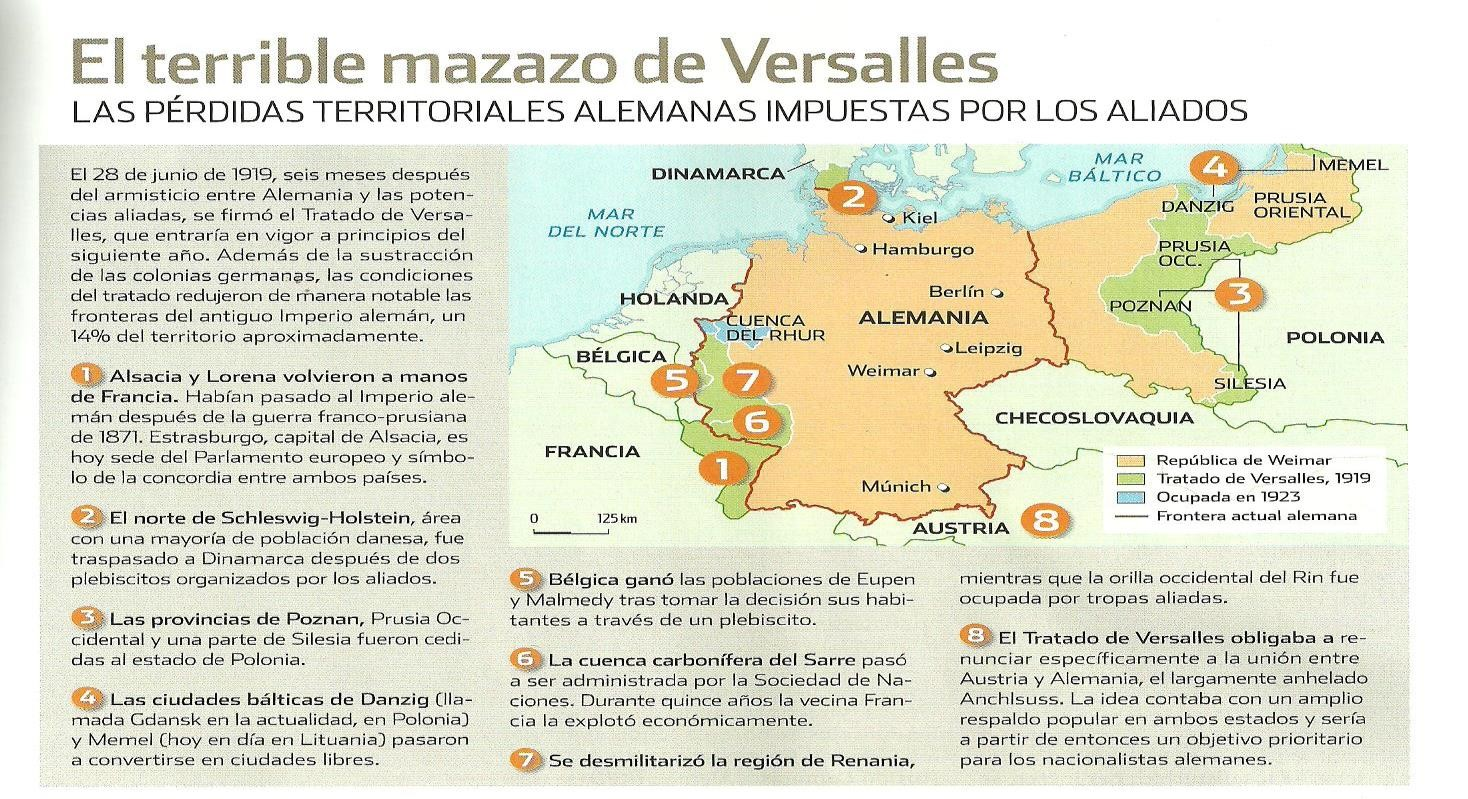 El terrible mazazo de Versalles
LAS PÉRDIDAS TERRITORIALES ALEMANAS IMPUESTAS POR LOS ALIADOS
El 28 de junio de 1919, seis meses después
del armisticio entre Alemania y las poten-
cias aliadas, se firmó el Tratado de Versa-
lles, que entraría en vigor a principios del
siguiente año. Además de la sustracción
de las colonias germanas, las condiciones
del tratado redujeron de manera notable las
fronteras del antiguo Imperio alemán, un
14% del territorio aproximadamente.
1 Alsacia y Lorena volvieron a manos
de Francia. Habían pasado al Imperio ale-
mán después de la guerra franco-prusiana
de 1871. Estrasburgo, capital de Alsacia, es
hoy sede del Parlamento europeo y símbo-
lo de la concordia entre ambos países.
2 El norte de Schleswig-Holstein, área
con una mayoría de población danesa, fue
traspasado a Dinamarca después de dos
plebiscitos organizados por los aliados.
3 Las provincias de Poznan, Prusia Oc-
cidental y una parte de Silesia fueron cedi-
das al estado de Polonia.
4 Las ciudades bálticas de Danzig (lla-
mada Gdansk en la actualidad, en Polonia)
y Memel (hoy en día en Lituania) pasaron
a convertirse en ciudades libres.
DINAMARCA
MAR
BÁLTICO
4
MEMEL
2
MAR
DEL NORTE
Kiel
DANZIG
PRUSIA
ORIENTAL
Hamburgo
PRUSIA
OCC.
HOLANDA
Berlín
3
POZNAN
CUENCA
DEL RHUR
ALEMANIA
POLONIA
BÉLGICA
Leipzig
5
7
Weimar
SILESIA
6
CHECOSLOVAQUIA
FRANCIA
1
Múnich
AUSTRIA
8
0 125 km
República de Weimar
Tratado de Versalles, 1919
Ocupada en 1923
Frontera actual alemana
5 Bélgica ganó las poblaciones de Eupen
y Malmedy tras tomar la decisión sus habi-
tantes a través de un plebiscito.
6 La cuenca carbonífera del Sarre pasó
a ser administrada por la Sociedad de Na-
ciones. Durante quince años la vecina Fran-
cia la explotó económicamente.
7 Se desmilitarizó la región de Renania,
mientras que la orilla occidental del Rin fue
ocupada por tropas aliadas.
8 El Tratado de Versalles obligaba a re-
nunciar específicamente a la unión entre
Austria y Alemania, el largamente anhelado
Anchlsuss. La idea contaba con un amplio
respaldo popular en ambos estados y sería
a partir de entonces un objetivo prioritario
para los nacionalistas alemanes.